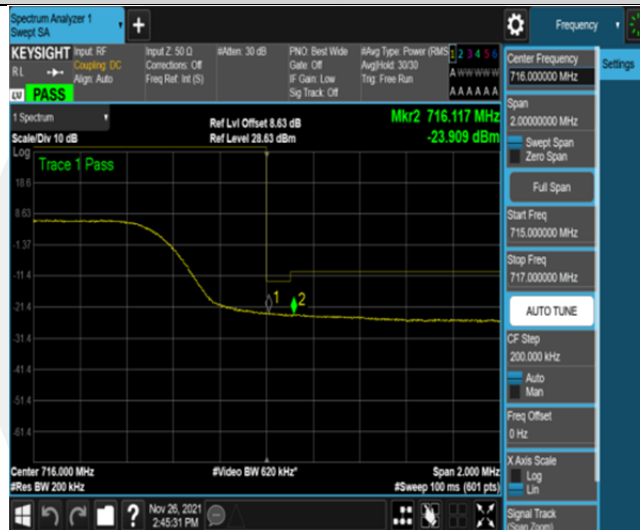 Spectrum Analyzer 1
Swept SA
Frequency
KEYSIGHT
Input: RF
Coupling: DC
Align: Auto
Input Z: 50 Ω
Corrections: Off
Freq Ref: Int (S)
#Atten: 30 dB
PNO: Best Wide
Gate: Off
IF Gain: Low
Sig Track: Off
#Avg Type: Power (RMS
Avg|Hold: 30/30
Trig: Free Run
1 2 3 4 5 6
A W W W W W
A A A A A A
RL
LXI
PASS
1 Spectrum
Scale/Div 10 dB
Ref Lvl Offset 8.63 dB
Ref Level 28.63 dBm
Mkr2 716.117 MHz
-23.909 dBm
Log
Trace 1 Pass
18.6
8.63
-1.37
-11.4
-21.4
-31.4
-41.4
-51.4
-61.4
1
2
Center 716.000 MHz
#Res BW 200 kHz
#Video BW 620 kHz*
Span 2.000 MHz
#Sweep 100 ms (601 pts)
Center Frequency
716.000000 MHz
Settings
Span
2.00000000 MHz
Swept Span
Zero Span
Full Span
Start Freq
715.000000 MHz
Stop Freq
717.000000 MHz
AUTO TUNE
CF Step
200.000 kHz
Auto
Man
Freq Offset
0 Hz
X Axis Scale
Log
Lin
Signal Track
(Span Zoom)
?
Nov 26, 2021
2:45:31 PM